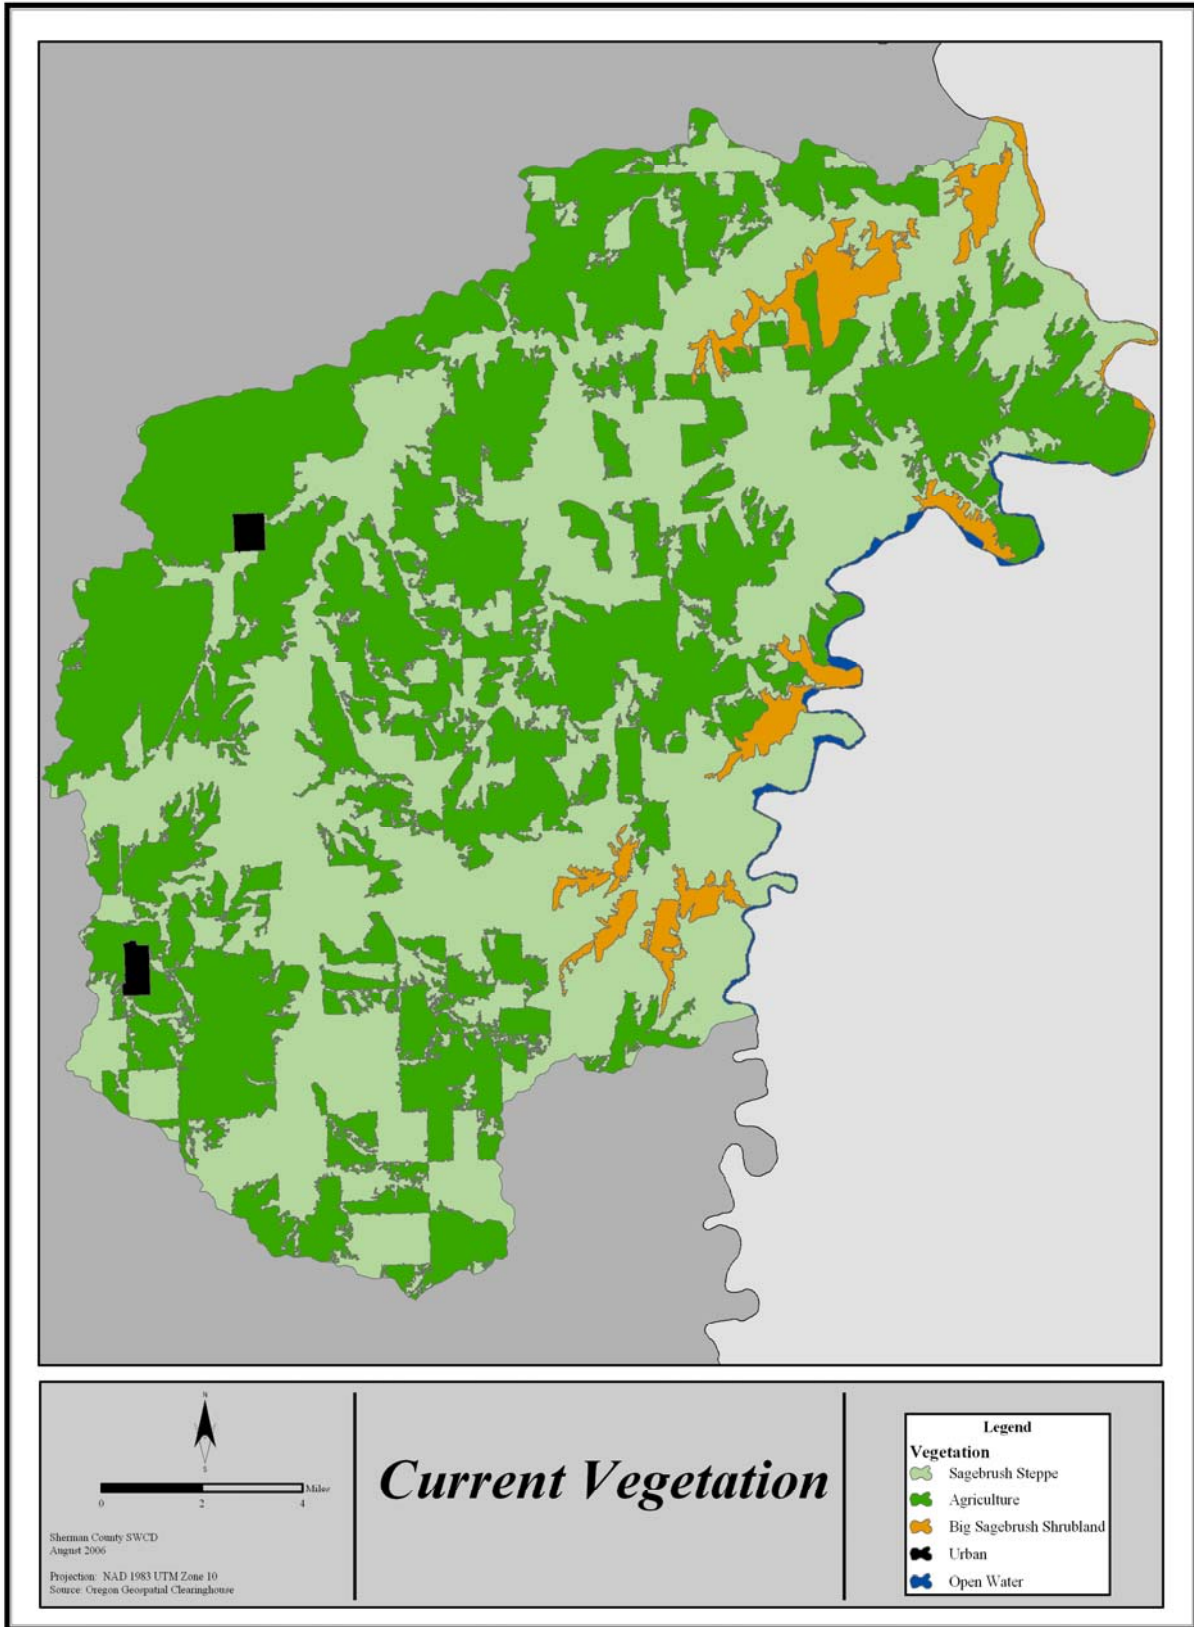 N
S
0
2
4
Miles
Sherman County SWCD
August 2006
Projection: NAD 1983 UTM Zone 10
Source: Oregon Geospatial Clearinghouse
Current Vegetation
Legend
Vegetation
Sagebrush Steppe
Agriculture
Big Sagebrush Shrubland
Urban
Open Water